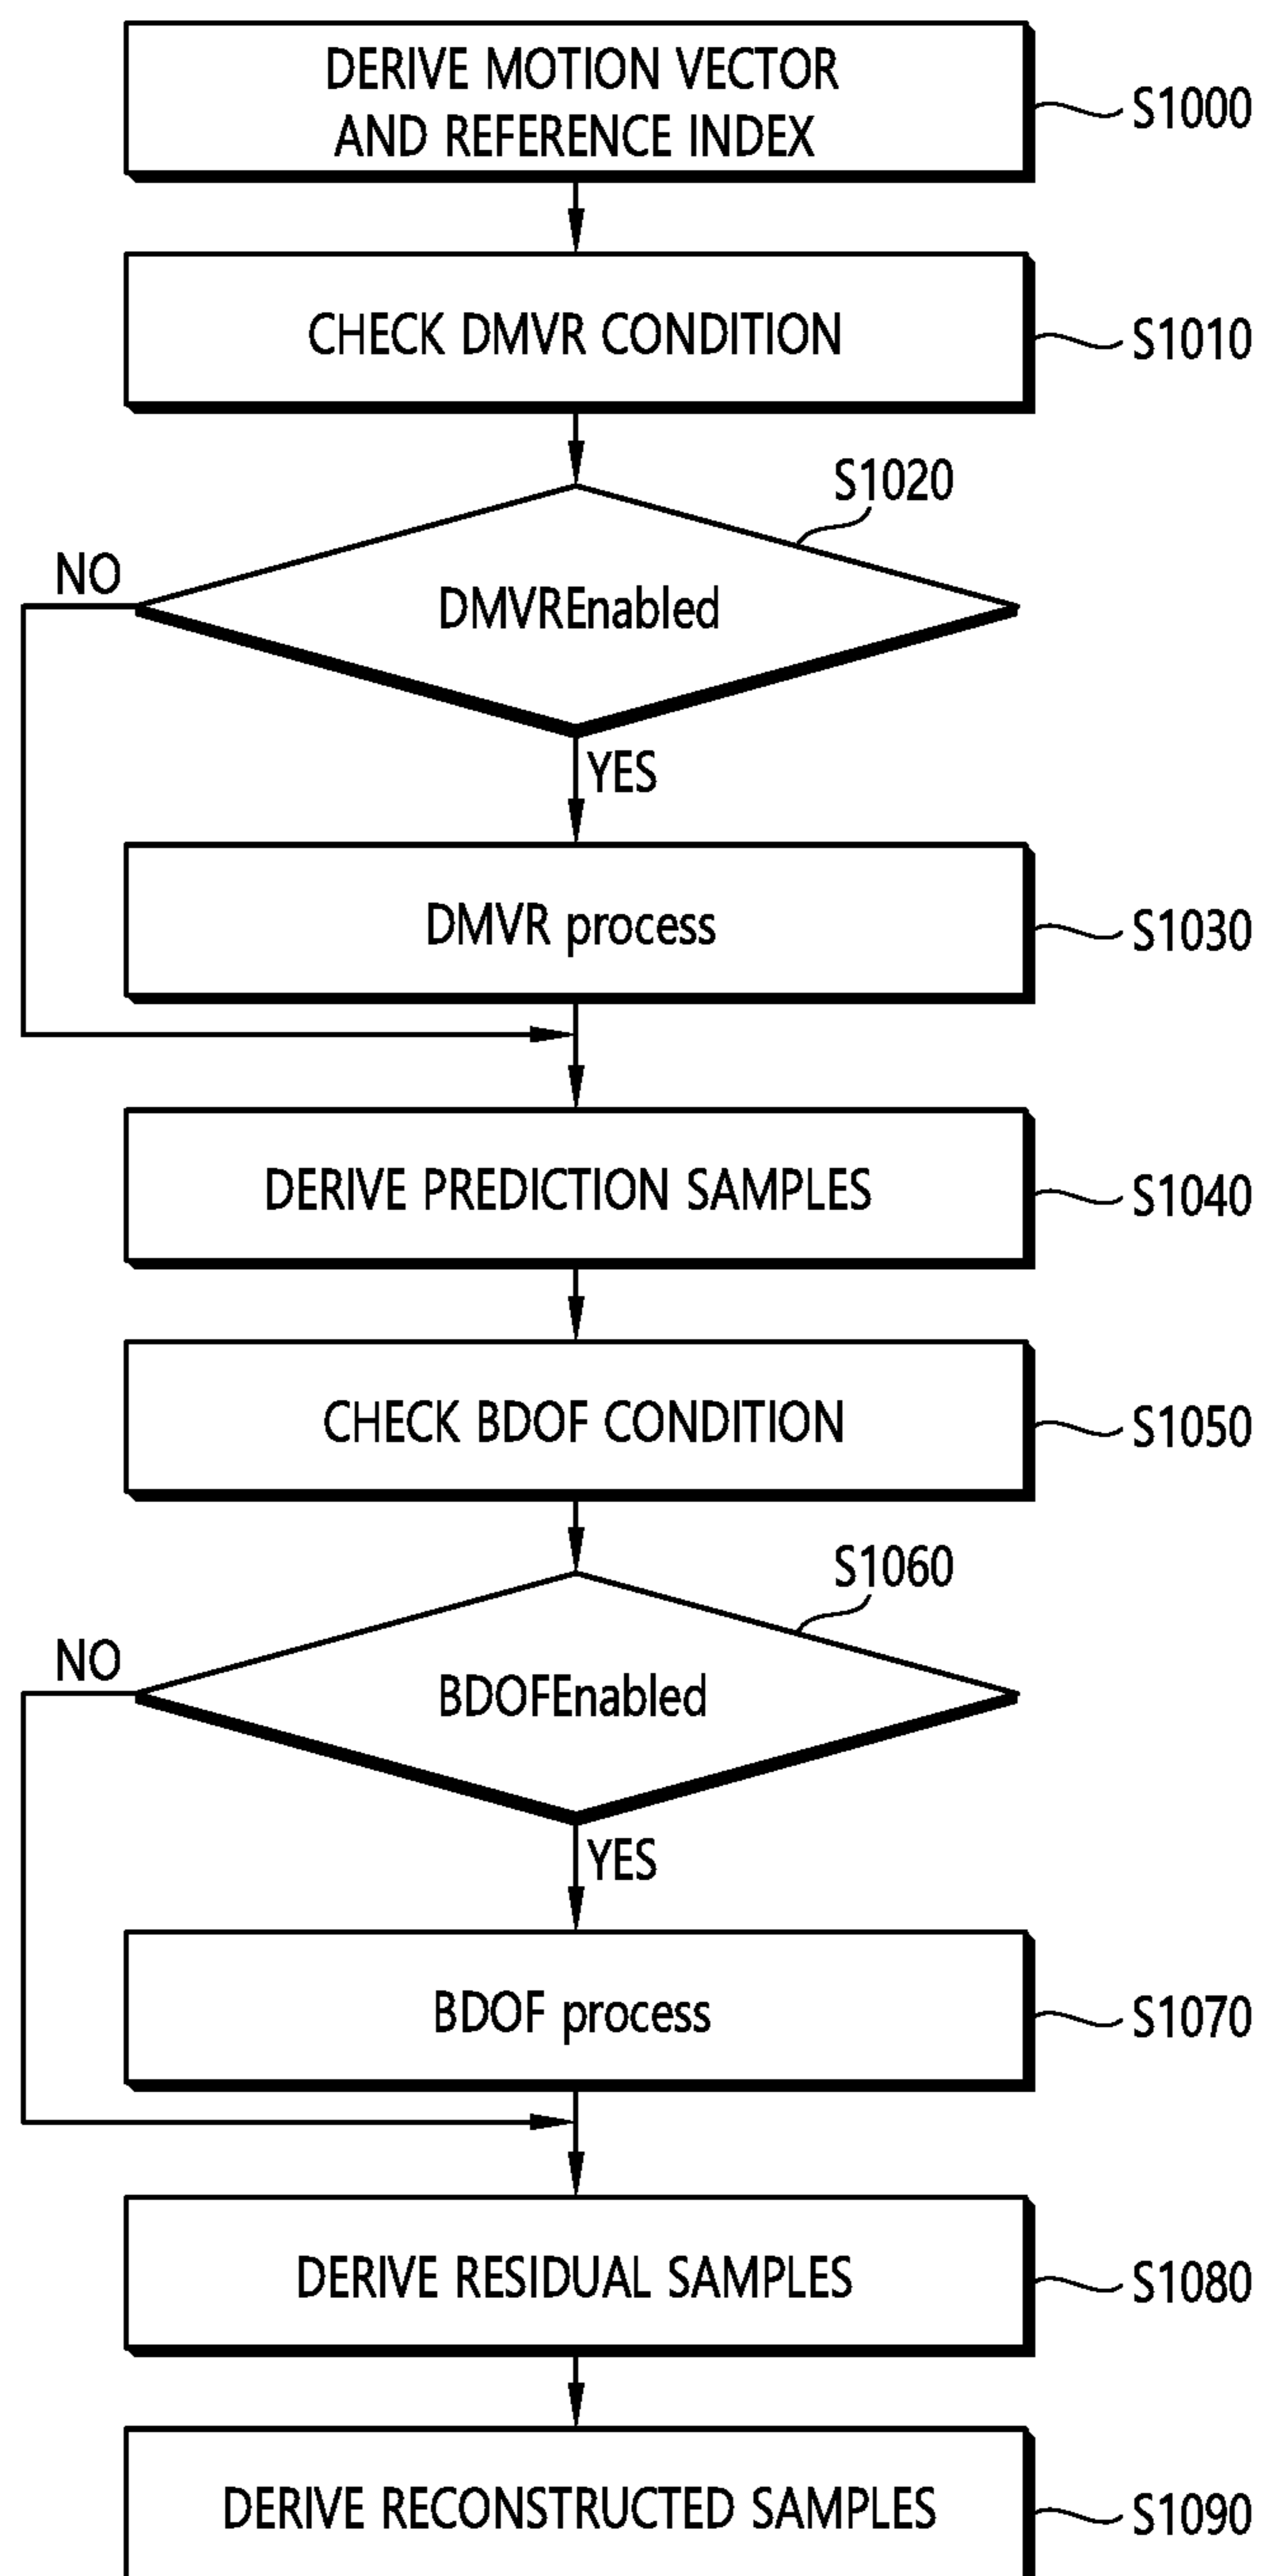 DERIVE MOTION VECTOR
AND REFERENCE INDEX
S1000
CHECK DMVR CONDITION
S1010
S1020
DMVREnabled
NO
YES
DMVR process
S1030
DERIVE PREDICTION SAMPLES
S1040
CHECK BDOF CONDITION
S1050
S1060
BDOFEnabled
NO
YES
BDOF process
S1070
DERIVE RESIDUAL SAMPLES
S1080
DERIVE RECONSTRUCTED SAMPLES
S1090